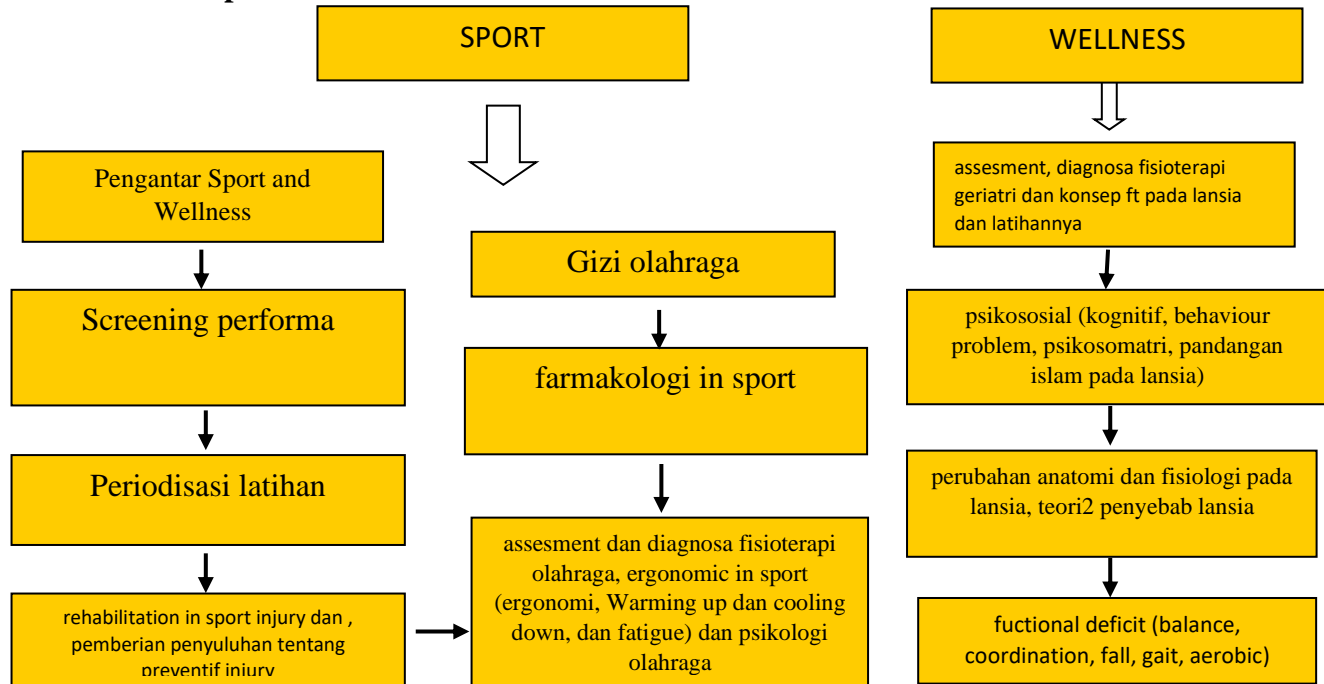 SPORT
WELLNESS
Pengantar Sport and
Wellness
Screening performa
Periodisasi latihan
rehabilitation in sport injury dan ,
pemberian penyuluhan tentang
preventif injury
Gizi olahraga
farmakologi in sport
assesment dan diagnosa fisioterapi
olahraga, ergonomic in sport
(ergonomi, Warming up dan cooling
down, dan fatigue) dan psikologi
olahraga
assesment, diagnosa fisioterapi
geriatri dan konsep ft pada lansia
dan latihannya
psikososial (kognitif, behaviour
problem, psikosomatri, pandangan
islam pada lansia)
perubahan anatomi dan fisiologi pada
lansia, teori2 penyebab lansia
fuctional deficit (balance,
coordination, fall, gait, aerobic)